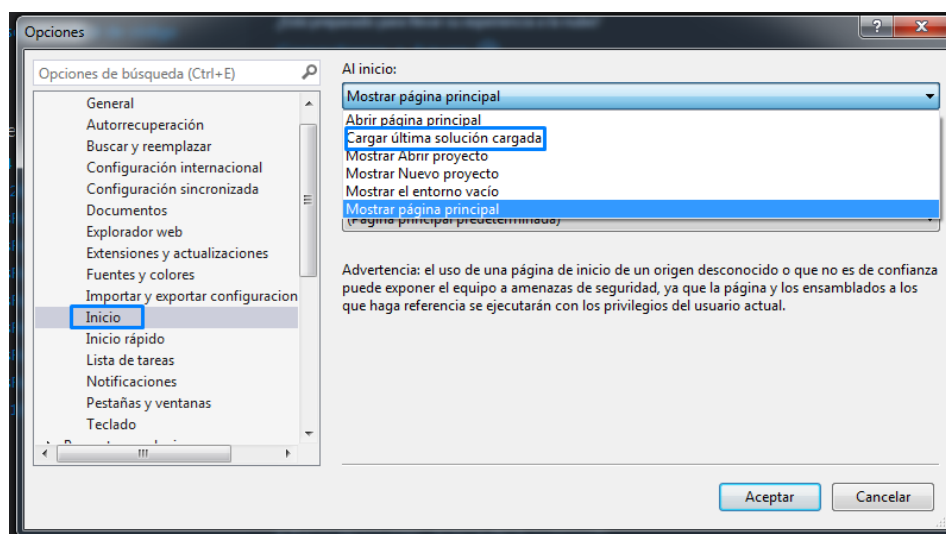 Opciones
?
X
Opciones de búsqueda (Ctrl+E)
General
Autorrecuperación
Buscar y reemplazar
Configuración internacional
Configuración sincronizada
Documentos
Explorador web
Extensiones y actualizaciones
Fuentes y colores
Importar y exportar configuracion
Inicio
Inicio rápido
Lista de tareas
Notificaciones
Pestañas y ventanas
Teclado
Al inicio:
Mostrar página principal
Abrir página principal
Cargar última solución cargada
Mostrar Abrir proyecto
Mostrar Nuevo proyecto
Mostrar el entorno vacío
Mostrar página principal
(Página principal predeterminada)
Advertencia: el uso de una página de inicio de un origen desconocido o que no es de confianza
puede exponer el equipo a amenazas de seguridad, ya que la página y los ensamblados a los
que haga referencia se ejecutarán con los privilegios del usuario actual.
Aceptar
Cancelar